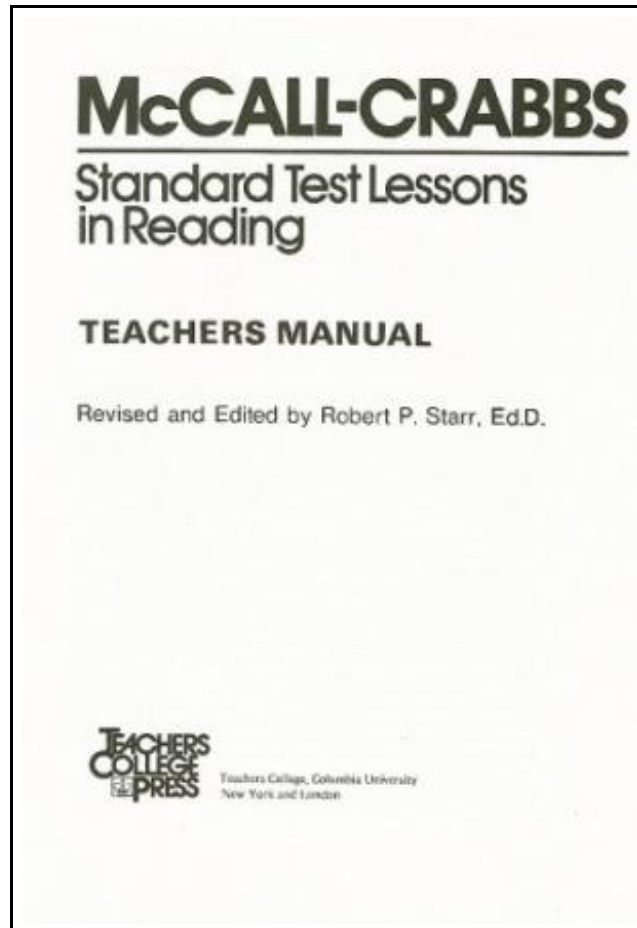 McCALL-CRABBS
Standard Test Lessons
in Reading
TEACHERS MANUAL
Revised and Edited by Robert P. Starr, Ed.D.
TEACHERS
COLLEGE
PRESS
Teachers College, Columbia University
New York and London